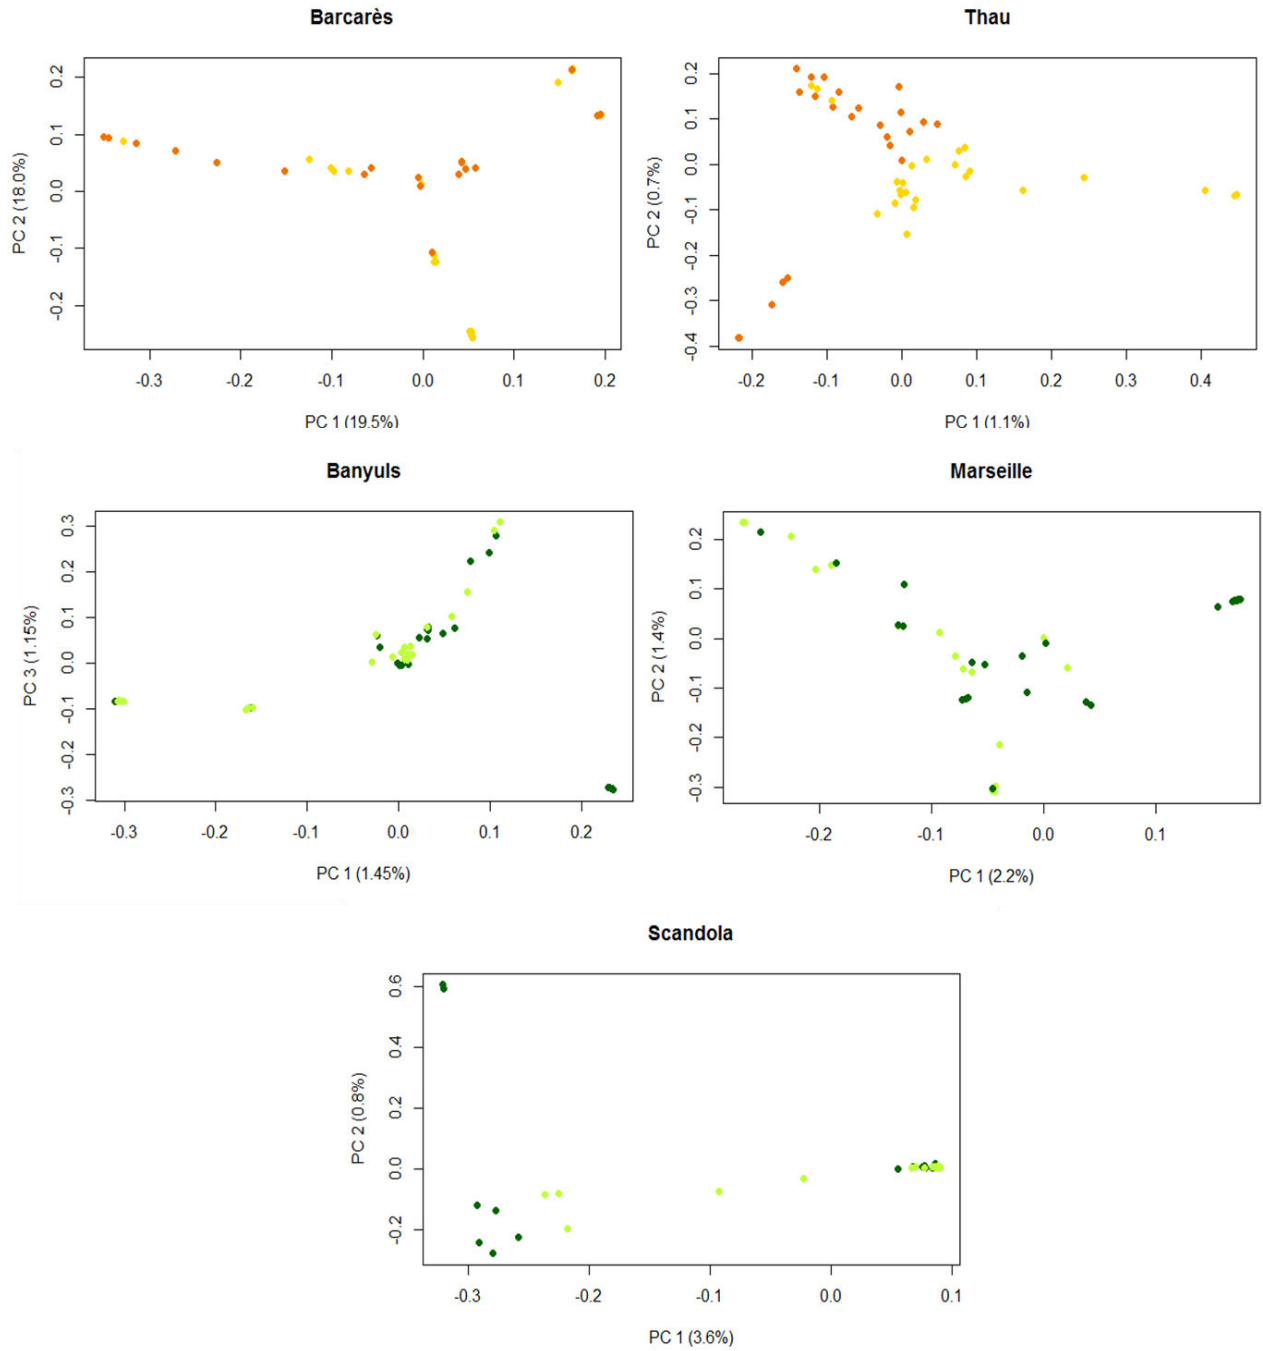 Barcarès
PC 2 (18.0%)
0.2
0.1
0.0
-0.1
-0.2
-0.3 -0.2 -0.1 0.0 0.1 0.2
PC 1 (19.5%)
Thau
PC 2 (0.7%)
0.2
0.1
0.0
-0.1
-0.2
-0.3
-0.4
-0.2 -0.1 0.0 0.1 0.2 0.3 0.4
PC 1 (1.1%)
Banyuls
PC 3 (1.15%)
0.3
0.2
0.1
0.0
-0.1
-0.2
-0.3
-0.3 -0.2 -0.1 0.0 0.1 0.2
PC 1 (1.45%)
Marseille
PC 2 (1.4%)
0.2
0.1
0.0
-0.1
-0.2
-0.3
-0.2 -0.1 0.0 0.1
PC 1 (2.2%)
Scandola
PC 2 (0.8%)
0.6
0.4
0.2
0.0
-0.2
-0.3 -0.2 -0.1 0.0 0.1
PC 1 (3.6%)